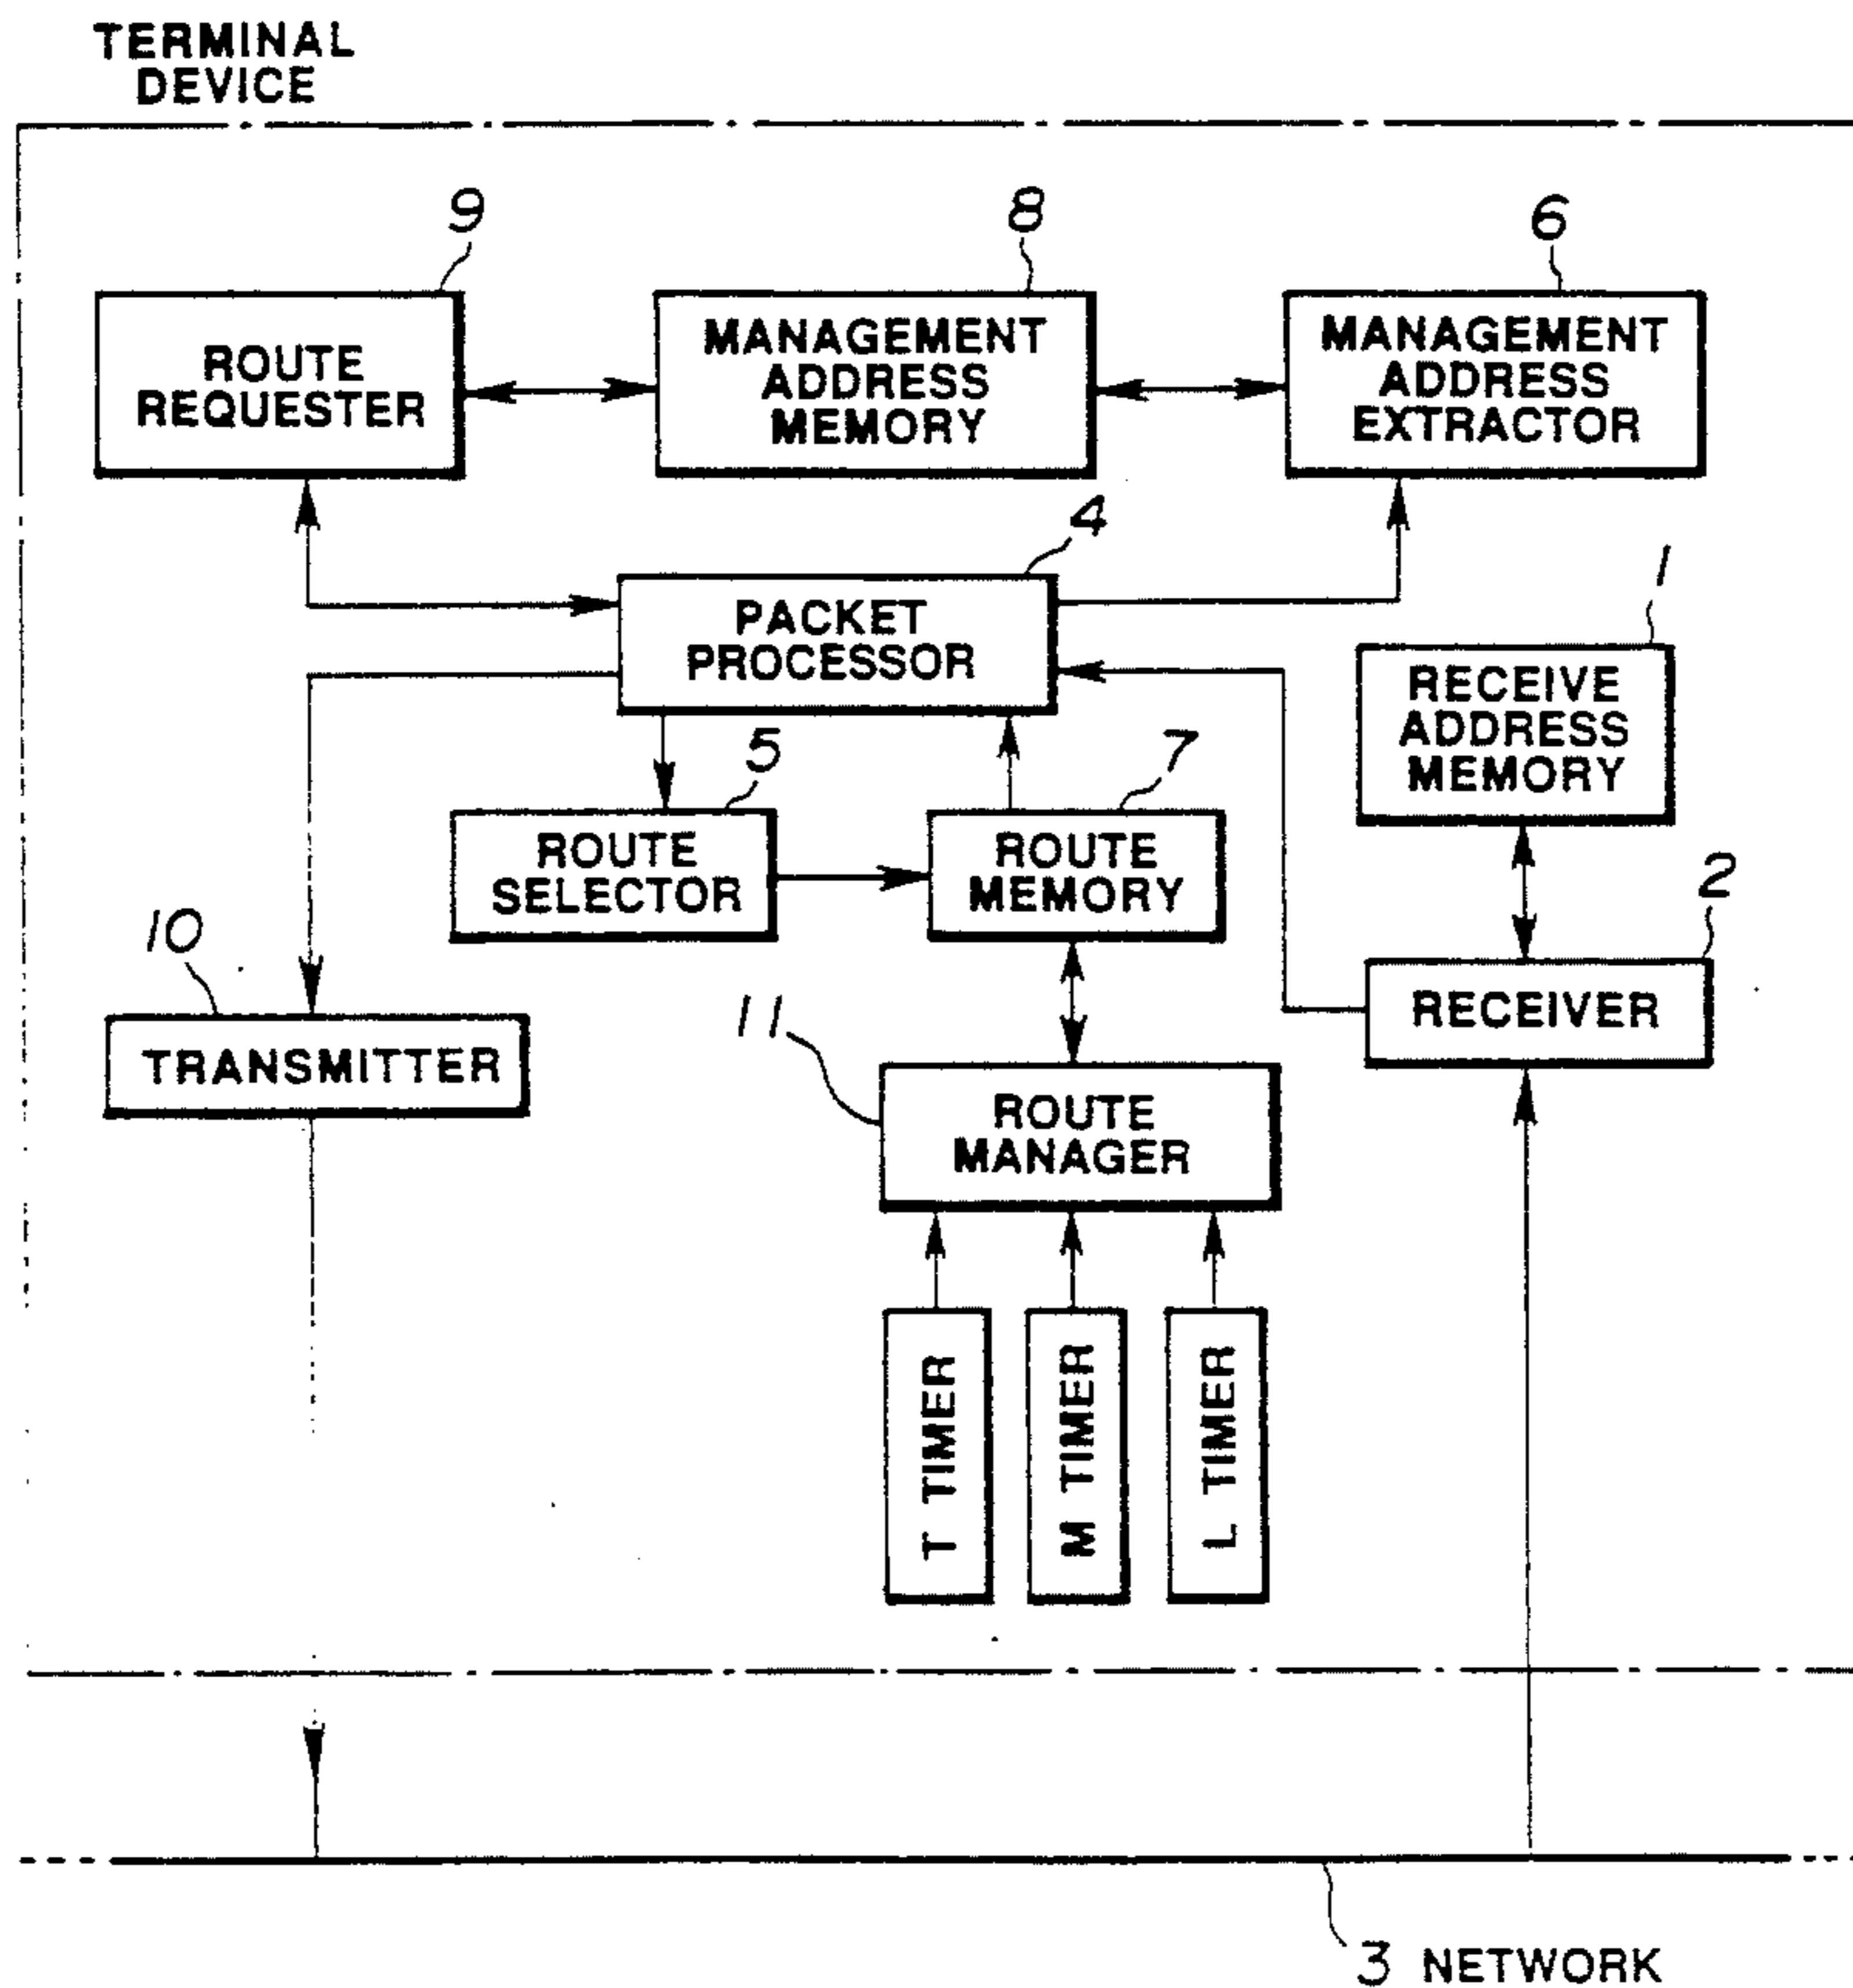 TERMINAL
DEVICE
9
8
6
ROUTE
REQUESTER
MANAGEMENT
ADDRESS
MEMORY
MANAGEMENT
ADDRESS
EXTRACTOR
4
PACKET
PROCESSOR
1
RECEIVE
ADDRESS
MEMORY
5
7
ROUTE
SELECTOR
ROUTE
MEMORY
2
RECEIVER
10
TRANSMITTER
11
ROUTE
MANAGER
T TIMER
M TIMER
L TIMER
3 NETWORK